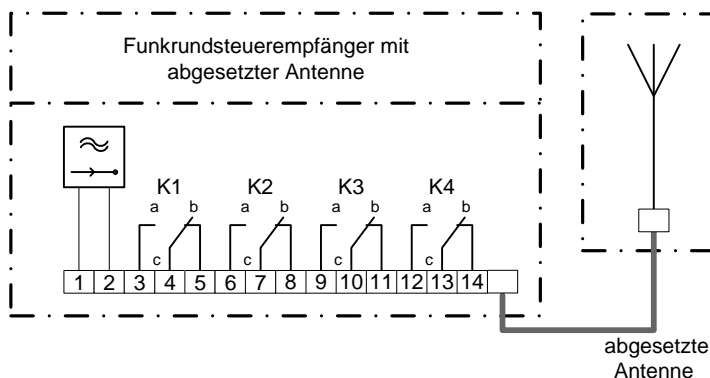 Funkrundsteuerempfänger mit
abgesetzter Antenne
K1 K2 K3 K4
a b a b a b a b
c c c c
1 2 3 4 5 6 7 8 9 10 11 12 13 14
abgesetzte
Antenne